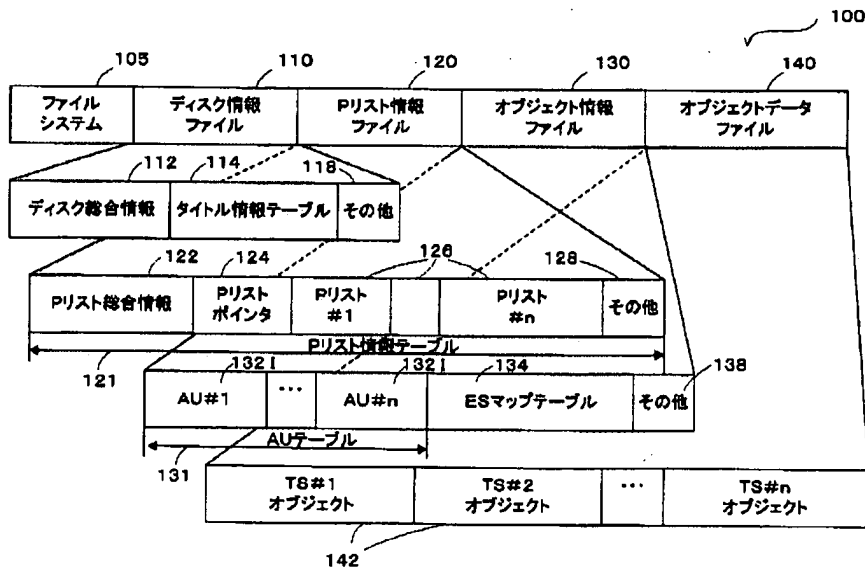 100
105
110
120
130
140
ファイル
システム
ディスク情報
ファイル
Pリスト情報
ファイル
オブジェクト情報
ファイル
オブジェクトデータ
ファイル
112
114
118
ディスク総合情報
タイトル情報テーブル
その他
122
124
126
128
Pリスト総合情報
Pリスト
ポインタ
Pリスト
#1
Pリスト
#n
その他
Pリスト情報テーブル
121
132I
132I
134
138
AU#1
...
AU#n
ESマップテーブル
その他
AUテーブル
131
TS#1
オブジェクト
TS#2
オブジェクト
...
TS#n
オブジェクト
142